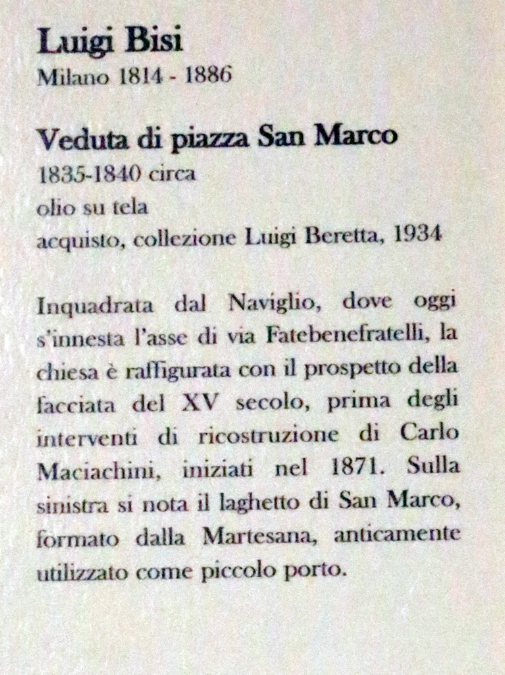 Luigi Bisi
Milano 1814 - 1886
Veduta di piazza San Marco
1835-1840 circa
olio su tela
acquisto, collezione Luigi Beretta, 1934
Inquadrata dal Naviglio, dove oggi
s'innesta l'asse di via Fatebenefratelli, la
chiesa è raffigurata con il prospetto della
facciata del XV secolo, prima degli
interventi di ricostruzione di Carlo
Maciachini, iniziati nel 1871. Sulla
sinistra si nota il laghetto di San Marco,
formato dalla Martesana, anticamente
utilizzato come piccolo porto.